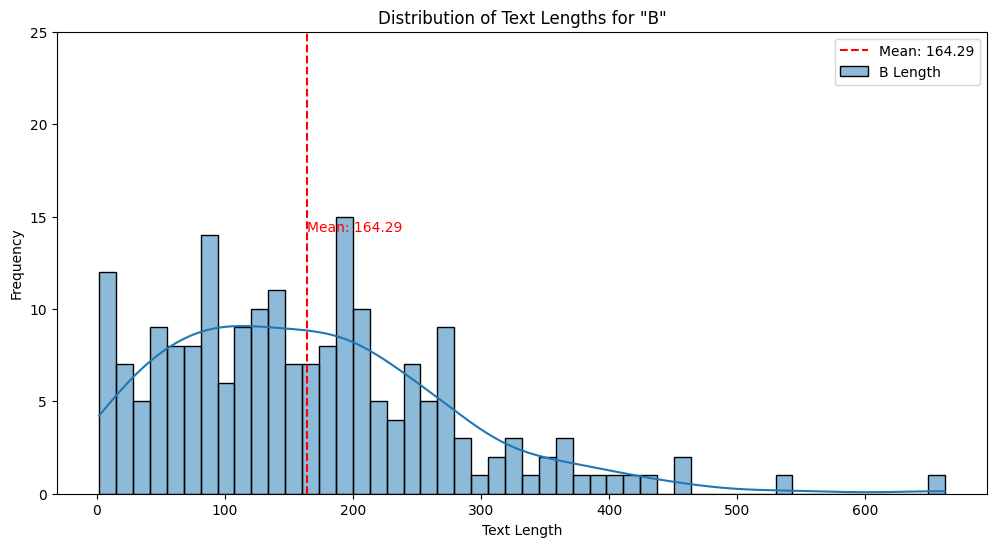 Distribution of Text Lengths for "B"
Mean: 164.29
B Length
25
20
15
10
5
0
Frequency
Mean: 164.29
0 100 200 300 400 500 600
Text Length